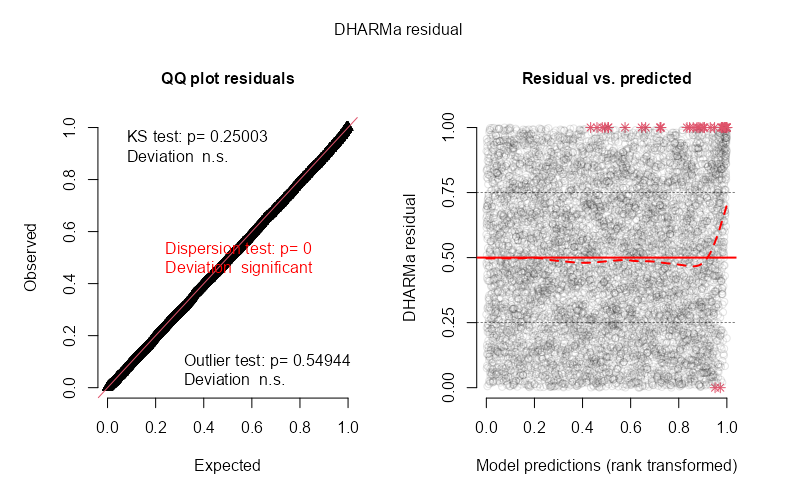 DHARMa residual
QQ plot residuals
KS test: p= 0.25003
Deviation n.s.
Dispersion test: p= 0
Deviation significant
Outlier test: p= 0.54944
Deviation n.s.
Observed
0.0 0.2 0.4 0.6 0.8 1.0
0.0 0.2 0.4 0.6 0.8 1.0
Expected
Residual vs. predicted
DHARMa residual
0.00 0.25 0.50 0.75 1.00
0.0 0.2 0.4 0.6 0.8 1.0
Model predictions (rank transformed)